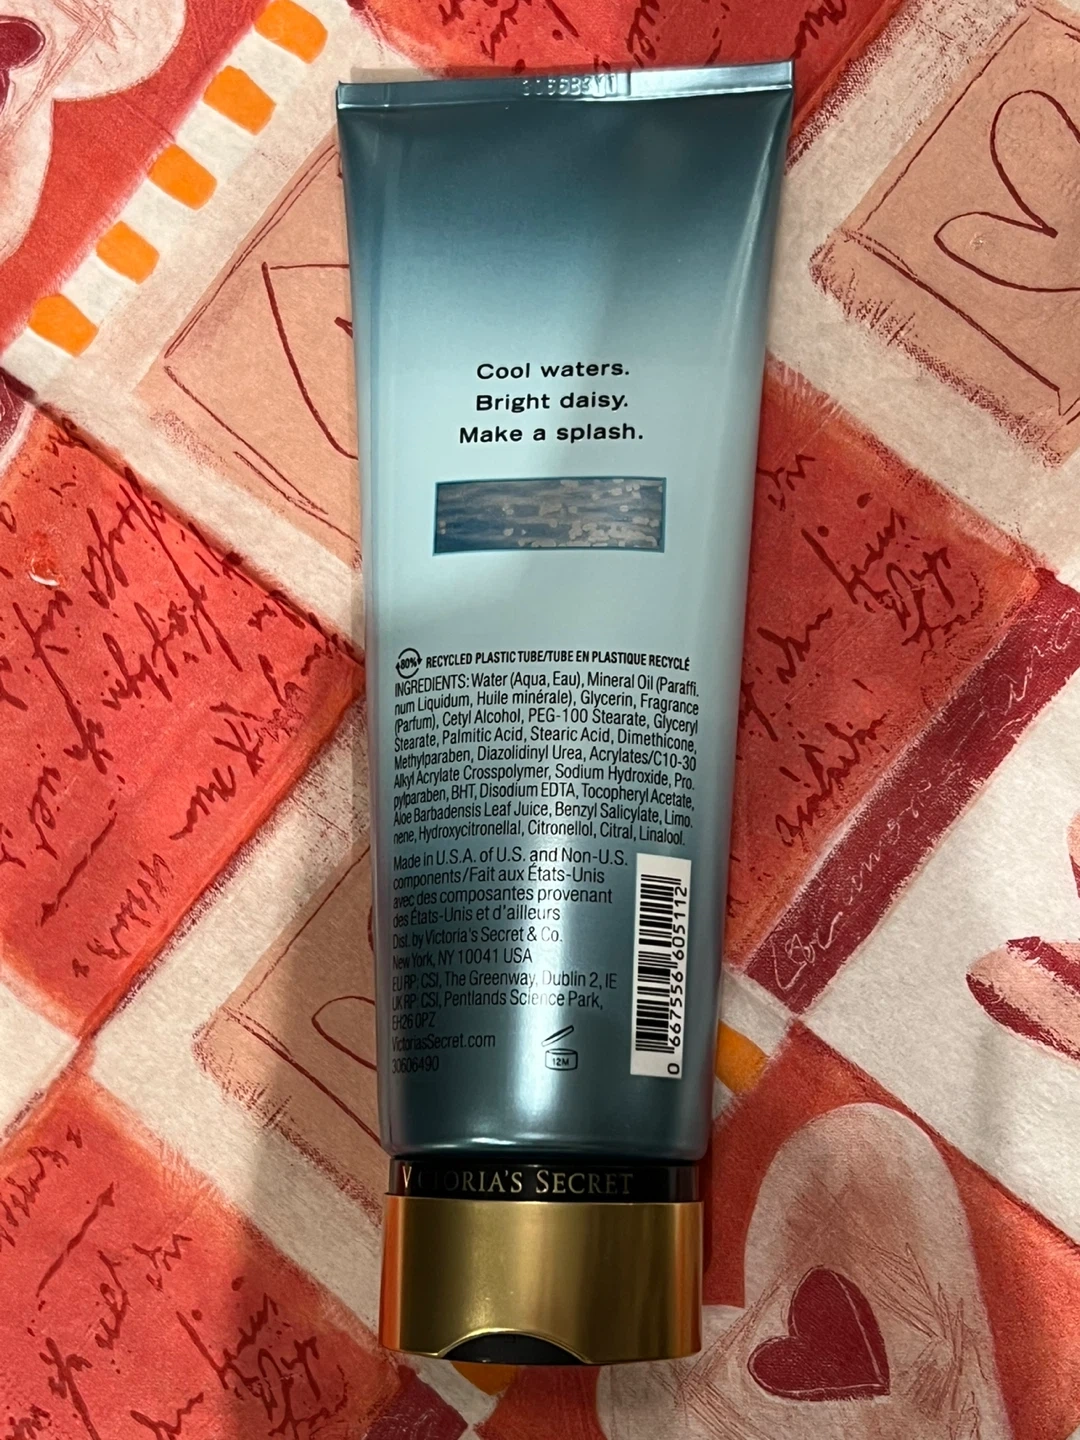 Cool waters.
Bright daisy.
Make a splash.
80% RECYCLED PLASTIC TUBE/TUBE EN PLASTIQUE RECYCLÉ
INGREDIENTS: Water (Aqua, Eau), Mineral Oil (Paraffi.
num Liquidum, Huile minérale), Glycerin, Fragrance
(Parfum), Cetyl Alcohol, PEG-100 Stearate, Glyceryl
Stearate, Palmitic Acid, Stearic Acid, Dimethicone,
Methylparaben, Diazolidinyl Urea, Acrylates/C10-30
Alkyl Acrylate Crosspolymer, Sodium Hydroxide, Pro.
pylparaben, BHT, Disodium EDTA, Tocopheryl Acetate,
Aloe Barbadensis Leaf Juice, Benzyl Salicylate, Limo.
nene, Hydroxycitronellal, Citronellol, Citral, Linalool.
Made in U.S.A. of U.S. and Non-U.S.
components/Fait aux États-Unis
avec des composantes provenant
des États-Unis et d'ailleurs
Dist. by Victoria's Secret & Co.
New York, NY 10041 USA
EU RP: CSI, The Greenway, Dublin 2, IE
UK RP: CSI, Pentlands Science Park,
EH26 0PZ
VictoriasSecret.com
30606490
12M
0 667556 605112
VICTORIA'S SECRET